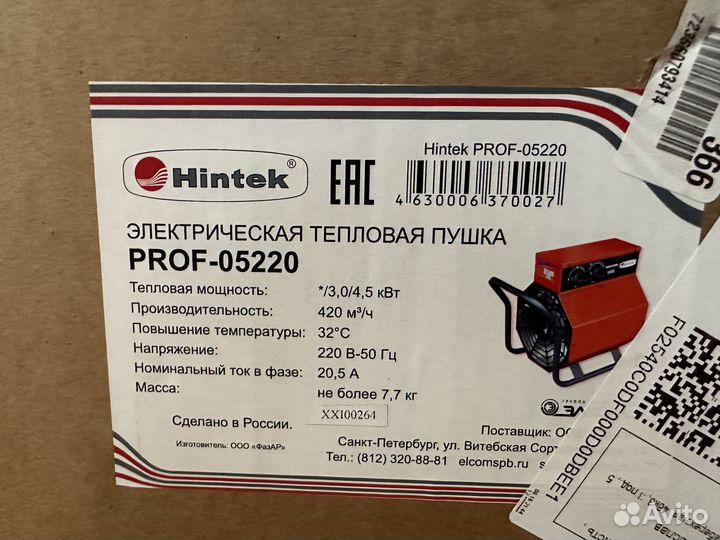 723660793414
366
Hintek PROF-05220
Hintek®
EAC
4 630006 370027
ЭЛЕКТРИЧЕСКАЯ ТЕПЛОВАЯ ПУШКА
PROF-05220
Тепловая мощность: */3,0/4,5 кВт
Производительность: 420 м³/ч
Повышение температуры: 32°С
Напряжение: 220 В-50 Гц
Номинальный ток в фазе: 20,5 А
Масса: не более 7,7 кг
Сделано в России.
XXI00264
Изготовитель: ООО «ФазАР»
Поставщик:
Санкт-Петербург, ул. Витебская
Тел.: (812) 320-88-81 elcomspb.ru
F02540C0DF000D0DBEE1
Avito